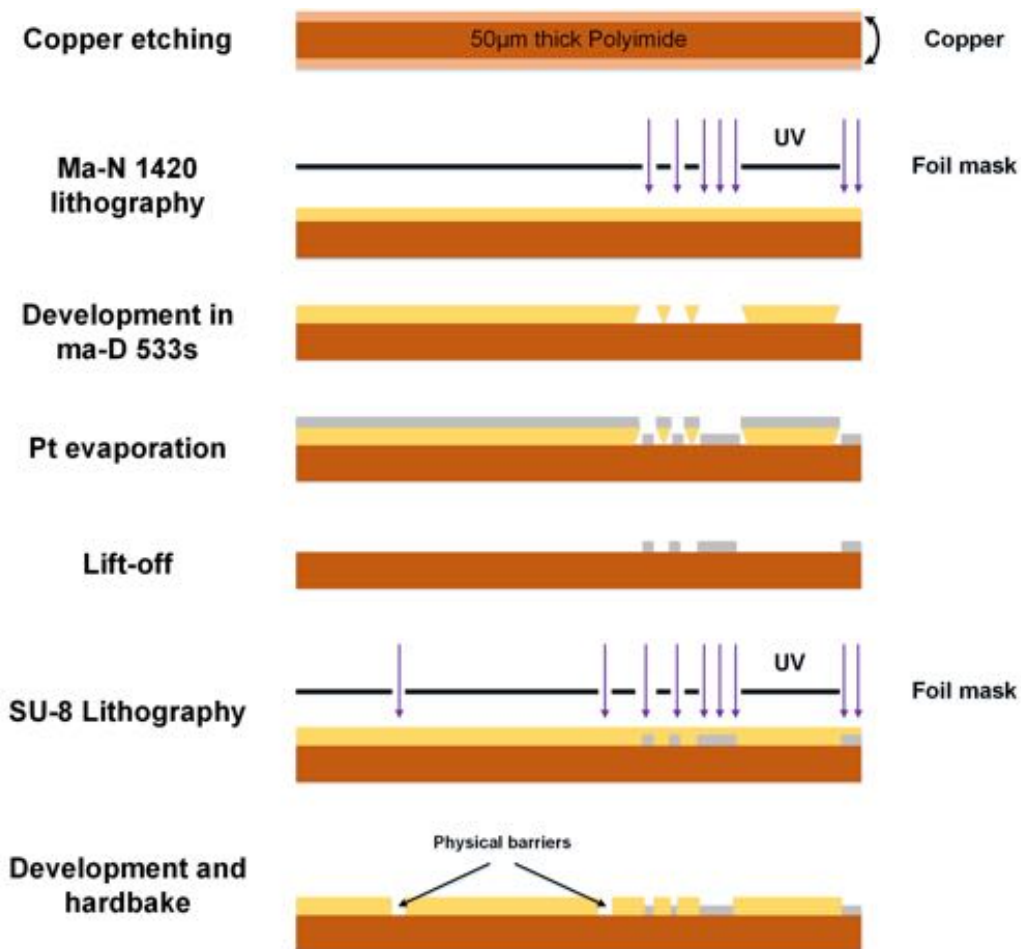 Copper etching
50µm thick Polyimide
Copper
Ma-N 1420
lithography
UV
Foil mask
Development in
ma-D 533s
Pt evaporation
Lift-off
SU-8 Lithography
UV
Foil mask
Development and
hardbake
Physical barriers